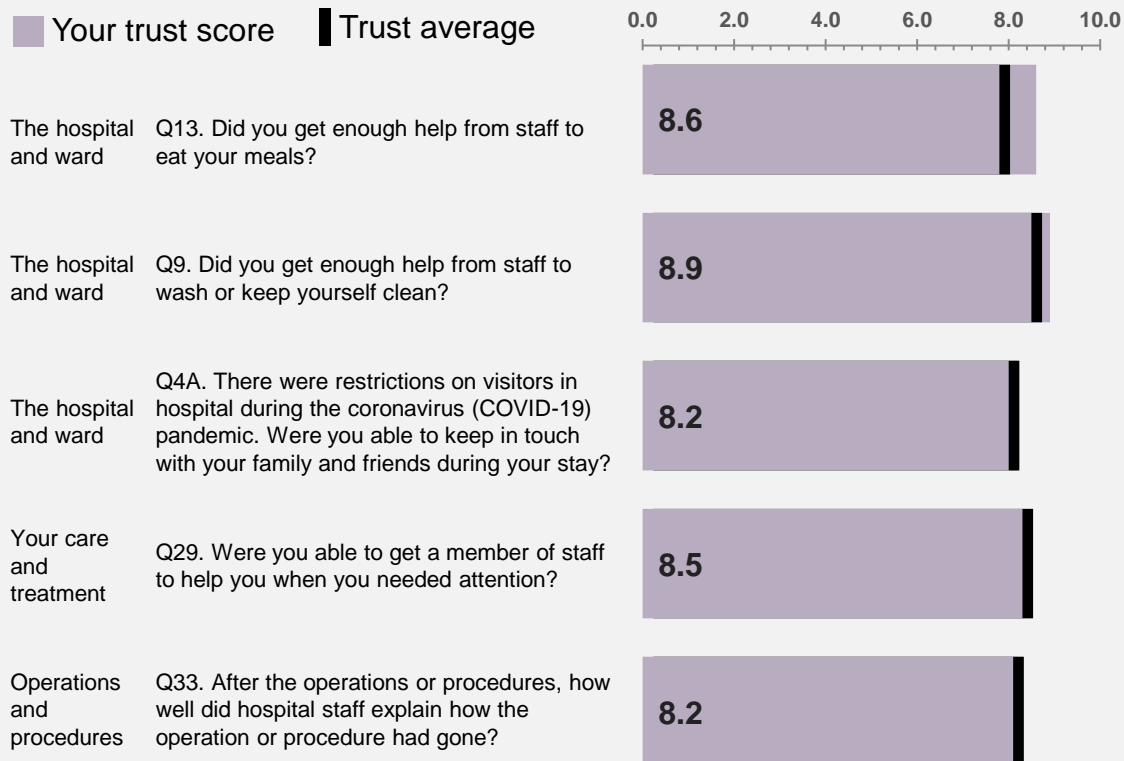 Your trust score
Trust average
0.0 2.0 4.0 6.0 8.0 10.0
The hospital
and ward
Q13. Did you get enough help from staff to
eat your meals?
8.6
The hospital
and ward
Q9. Did you get enough help from staff to
wash or keep yourself clean?
8.9
The hospital
and ward
Q4A. There were restrictions on visitors in
hospital during the coronavirus (COVID-19)
pandemic. Were you able to keep in touch
with your family and friends during your stay?
8.2
Your care
and
treatment
Q29. Were you able to get a member of staff
to help you when you needed attention?
8.5
Operations
and
procedures
Q33. After the operations or procedures, how
well did hospital staff explain how the
operation or procedure had gone?
8.2